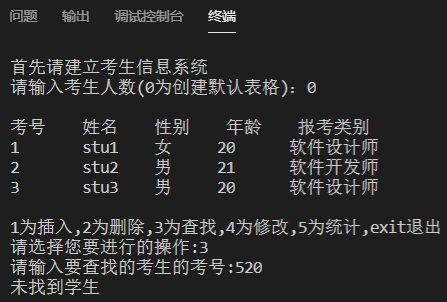 问题 输出 调试控制台 终端
首先请建立考生信息系统
请输入考生人数(0为创建默认表格): 0
考号 姓名 性别 年龄 报考类别
1 stu1 女 20 软件设计师
2 stu2 男 21 软件开发师
3 stu3 男 20 软件设计师
1为插入,2为删除,3为查找,4为修改,5为统计,exit退出
请选择您要进行的操作:3
请输入要查找的考生的考号:520
未找到学生